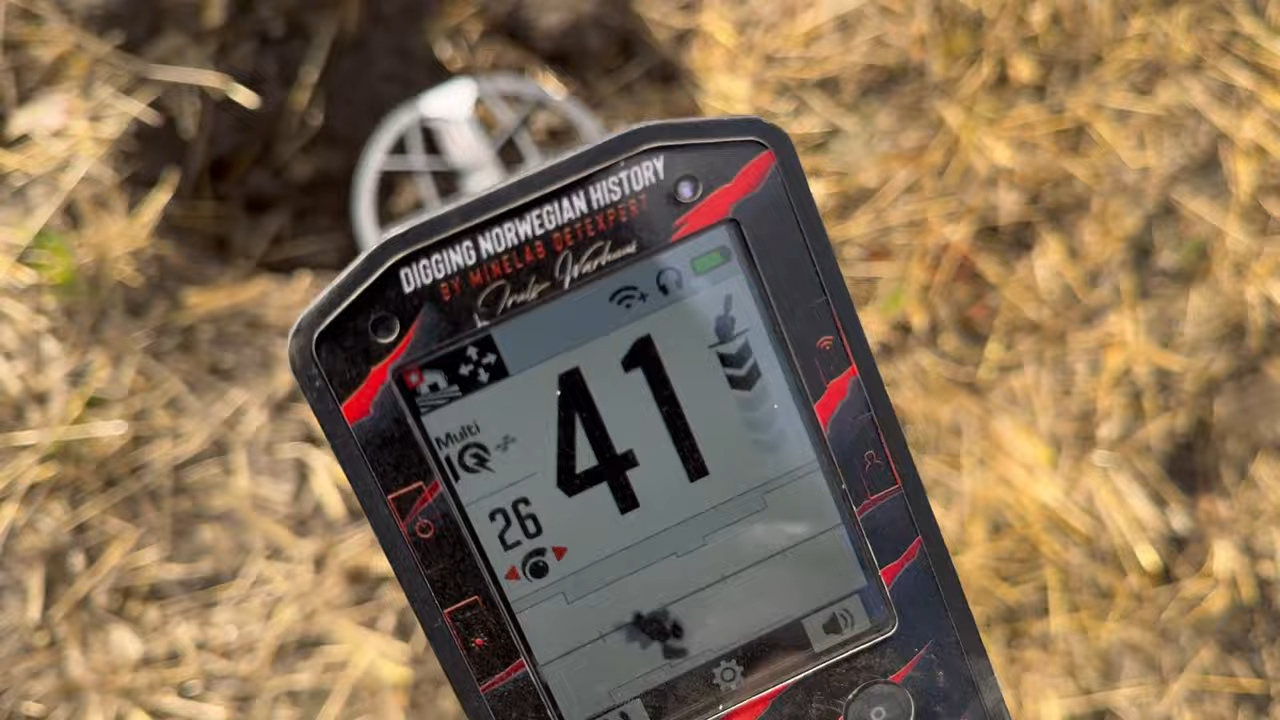 DIGGING NORWEGIAN HISTORY
BY MINELAB DETEXPERT
41
Multi
IQ
26